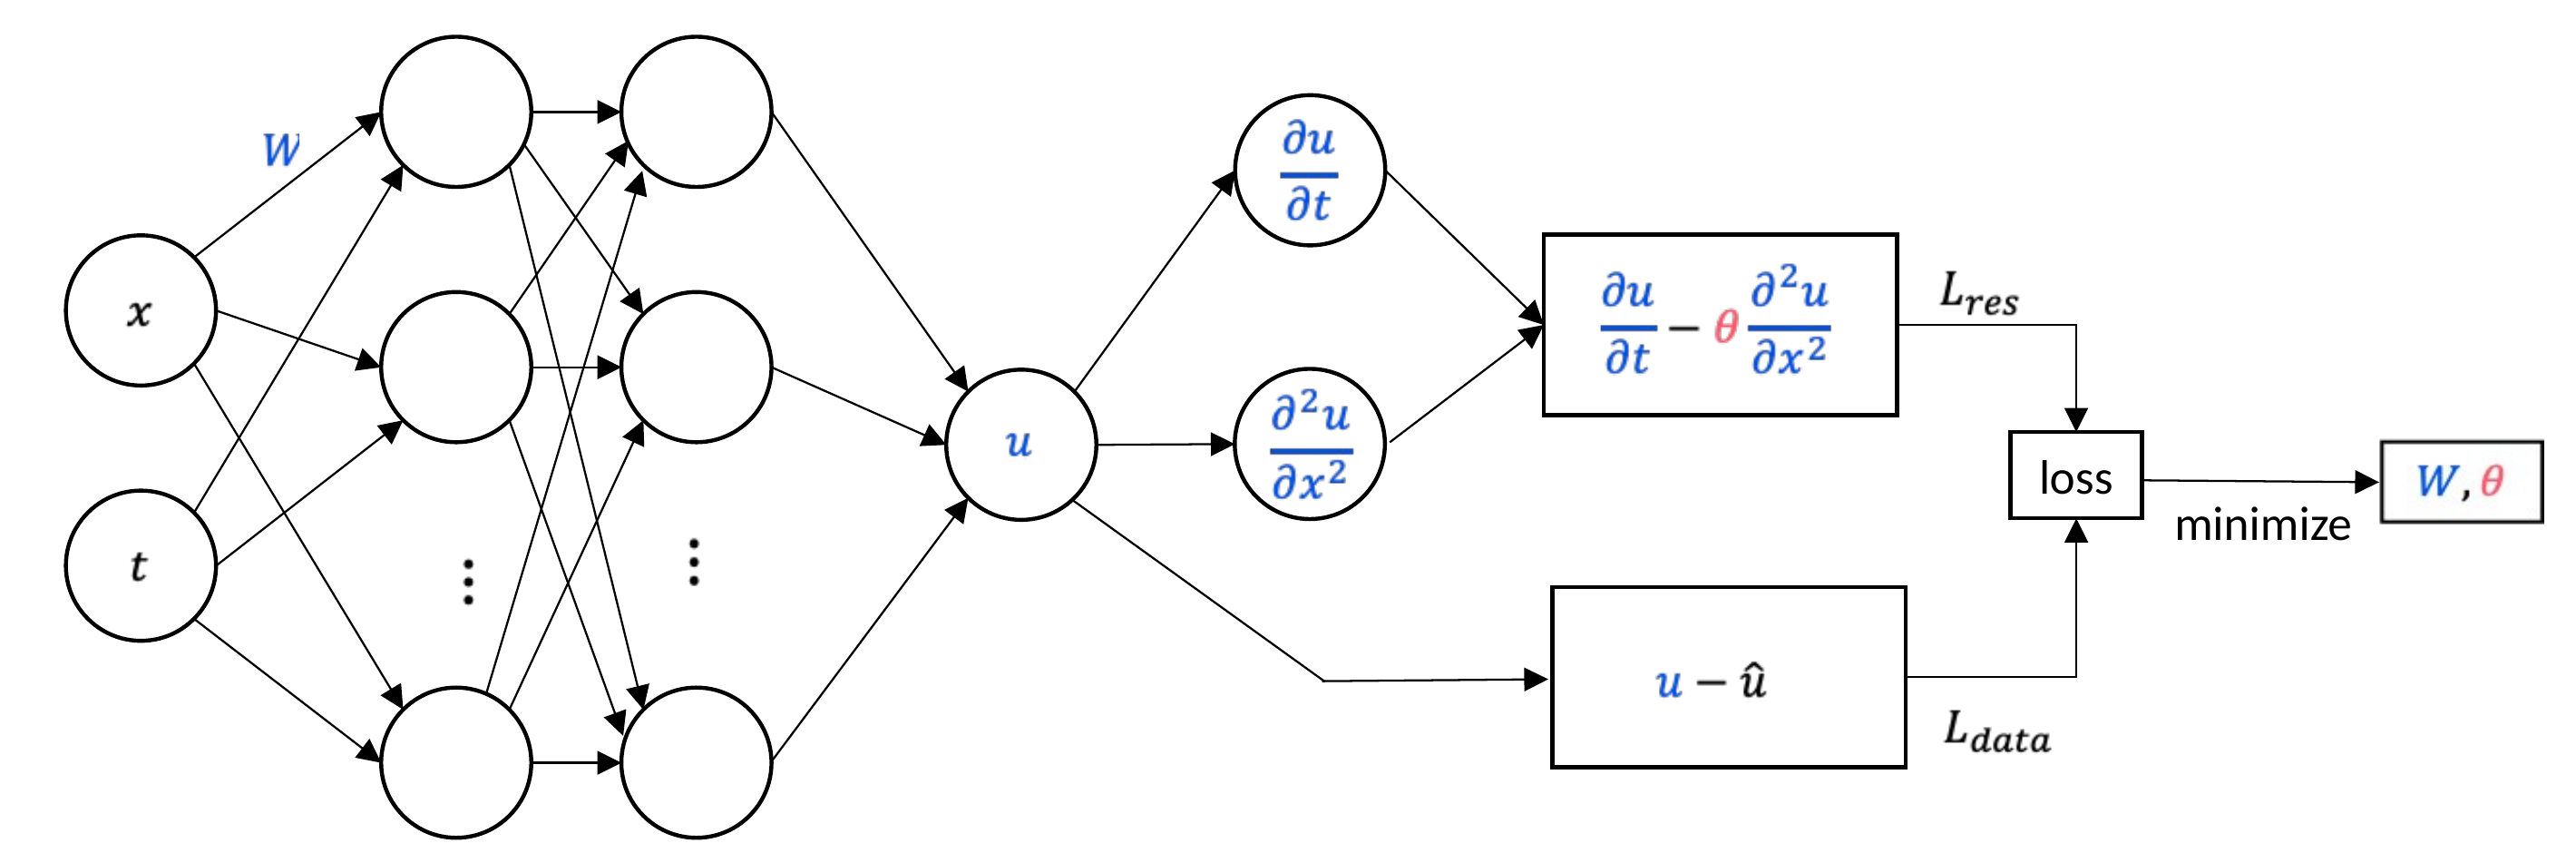 W
x
t
⋮
⋮
u
∂u/∂t
∂²u/∂x²
∂u/∂t − θ ∂²u/∂x²
L_res
u − û
L_data
loss
minimize
W, θ